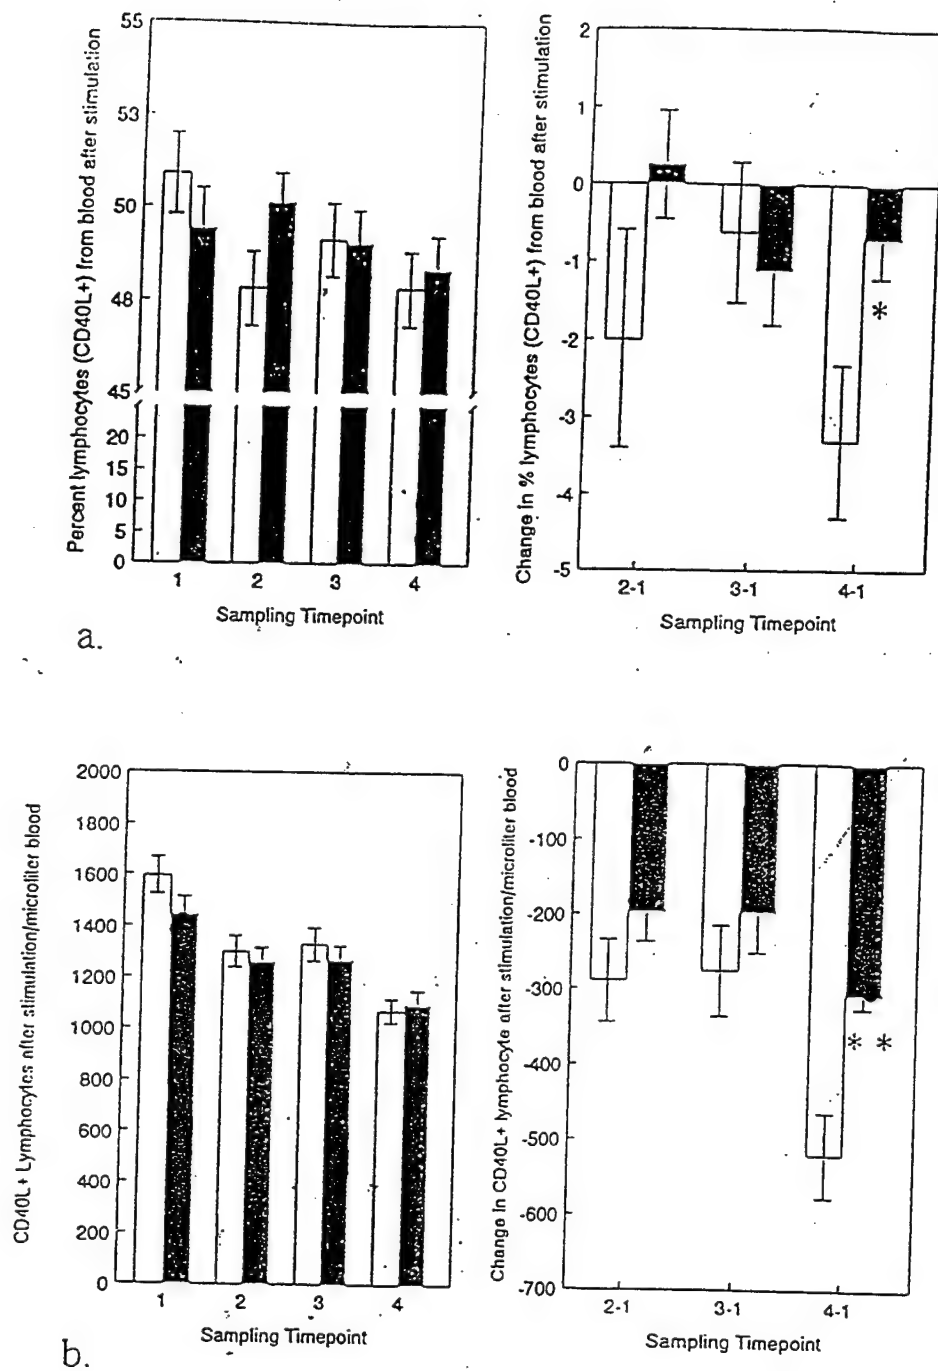 Percent lymphocytes (CD40L+) from blood after stimulation
55
53
50
48
45
20
15
10
5
0
1 2 3 4
Sampling Timepoint
a.
Change in % lymphocytes (CD40L+) from blood after stimulation
2
1
0
-1
-2
-3
-4
-5
*
2-1 3-1 4-1
Sampling Timepoint
CD40L+ Lymphocytes after stimulation/microliter blood
2000
1800
1600
1400
1200
1000
800
600
400
200
0
1 2 3 4
Sampling Timepoint
b.
Change in CD40L+ lymphocyte after stimulation/microliter blood
0
-100
-200
-300
-400
-500
-600
-700
* *
2-1 3-1 4-1
Sampling Timepoint